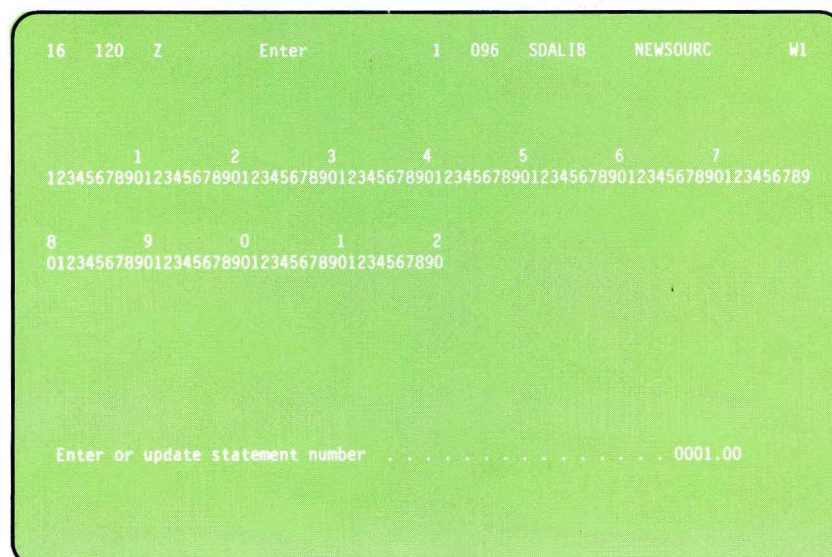 16 120 Z Enter 1 096 SDALIB NEWSOURC W1
1 2 3 4 5 6 7
1234567890123456789012345678901234567890123456789012345678901234567890123456789
8 9 0 1 2
01234567890123456789012345678901234567890
Enter or update statement number . . . . . . . . . . . . . . . 0001.00